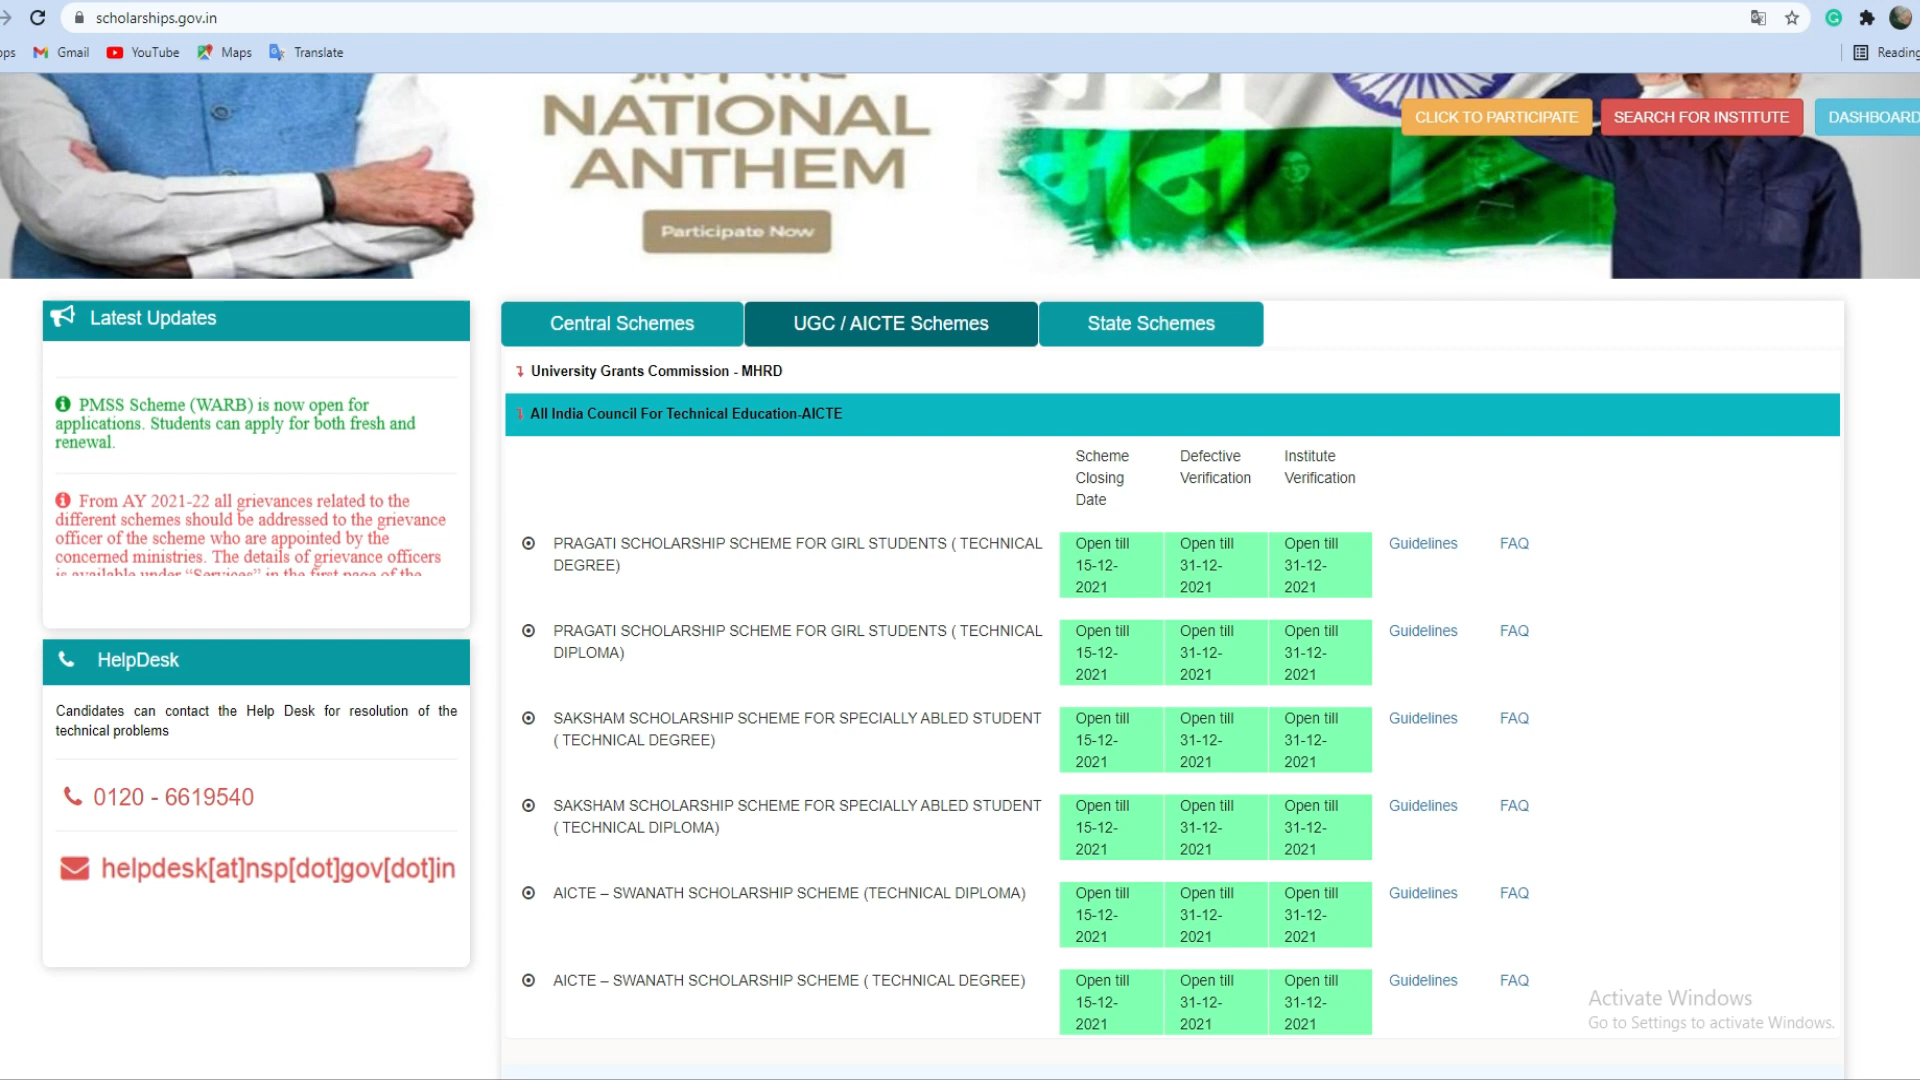 scholarships.gov.in
Gmail
YouTube
Maps
Translate
Reading
NATIONAL
ANTHEM
Participate Now
CLICK TO PARTICIPATE
SEARCH FOR INSTITUTE
DASHBOARD
Latest Updates
PMSS Scheme (WARB) is now open for
applications. Students can apply for both fresh and
renewal.
From AY 2021-22 all grievances related to the
different schemes should be addressed to the grievance
officer of the scheme who are appointed by the
concerned ministries. The details of grievance officers
is available under “Services” in the first page of the
HelpDesk
Candidates can contact the Help Desk for resolution of the
technical problems
0120 - 6619540
helpdesk[at]nsp[dot]gov[dot]in
Central Schemes
UGC / AICTE Schemes
State Schemes
University Grants Commission - MHRD
All India Council For Technical Education-AICTE
Scheme
Closing
Date
Defective
Verification
Institute
Verification
PRAGATI SCHOLARSHIP SCHEME FOR GIRL STUDENTS ( TECHNICAL
DEGREE)
Open till
15-12-
2021
Open till
31-12-
2021
Open till
31-12-
2021
Guidelines
FAQ
PRAGATI SCHOLARSHIP SCHEME FOR GIRL STUDENTS ( TECHNICAL
DIPLOMA)
Open till
15-12-
2021
Open till
31-12-
2021
Open till
31-12-
2021
Guidelines
FAQ
SAKSHAM SCHOLARSHIP SCHEME FOR SPECIALLY ABLED STUDENT
( TECHNICAL DEGREE)
Open till
15-12-
2021
Open till
31-12-
2021
Open till
31-12-
2021
Guidelines
FAQ
SAKSHAM SCHOLARSHIP SCHEME FOR SPECIALLY ABLED STUDENT
( TECHNICAL DIPLOMA)
Open till
15-12-
2021
Open till
31-12-
2021
Open till
31-12-
2021
Guidelines
FAQ
AICTE – SWANATH SCHOLARSHIP SCHEME (TECHNICAL DIPLOMA)
Open till
15-12-
2021
Open till
31-12-
2021
Open till
31-12-
2021
Guidelines
FAQ
AICTE – SWANATH SCHOLARSHIP SCHEME ( TECHNICAL DEGREE)
Open till
15-12-
2021
Open till
31-12-
2021
Open till
31-12-
2021
Guidelines
FAQ
Activate Windows
Go to Settings to activate Windows.